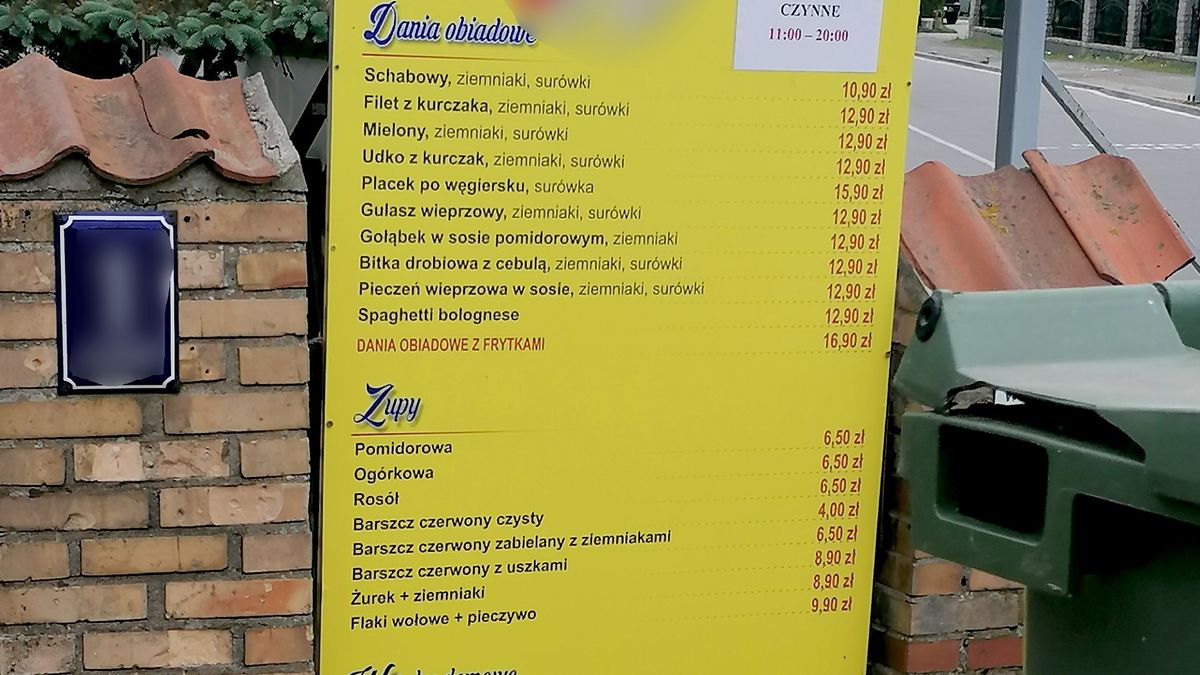 Dania obiadowe
CZYNNE
11:00 – 20:00
Schabowy, ziemniaki, surówki 10,90 zł
Filet z kurczaka, ziemniaki, surówki 12,90 zł
Mielony, ziemniaki, surówki 12,90 zł
Udko z kurczak, ziemniaki, surówki 12,90 zł
Placek po węgiersku, surówka 15,90 zł
Gulasz wieprzowy, ziemniaki, surówki 12,90 zł
Gołąbek w sosie pomidorowym, ziemniaki 12,90 zł
Bitka drobiowa z cebulą, ziemniaki, surówki 12,90 zł
Pieczeń wieprzowa w sosie, ziemniaki, surówki 12,90 zł
Spaghetti bolognese 12,90 zł
DANIA OBIADOWE Z FRYTKAMI 16,90 zł
Zupy
Pomidorowa 6,50 zł
Ogórkowa 6,50 zł
Rosół 6,50 zł
Barszcz czerwony czysty 4,00 zł
Barszcz czerwony zabielany z ziemniakami 6,50 zł
Barszcz czerwony z uszkami 8,90 zł
Żurek + ziemniaki 8,90 zł
Flaki wołowe + pieczywo 9,90 zł